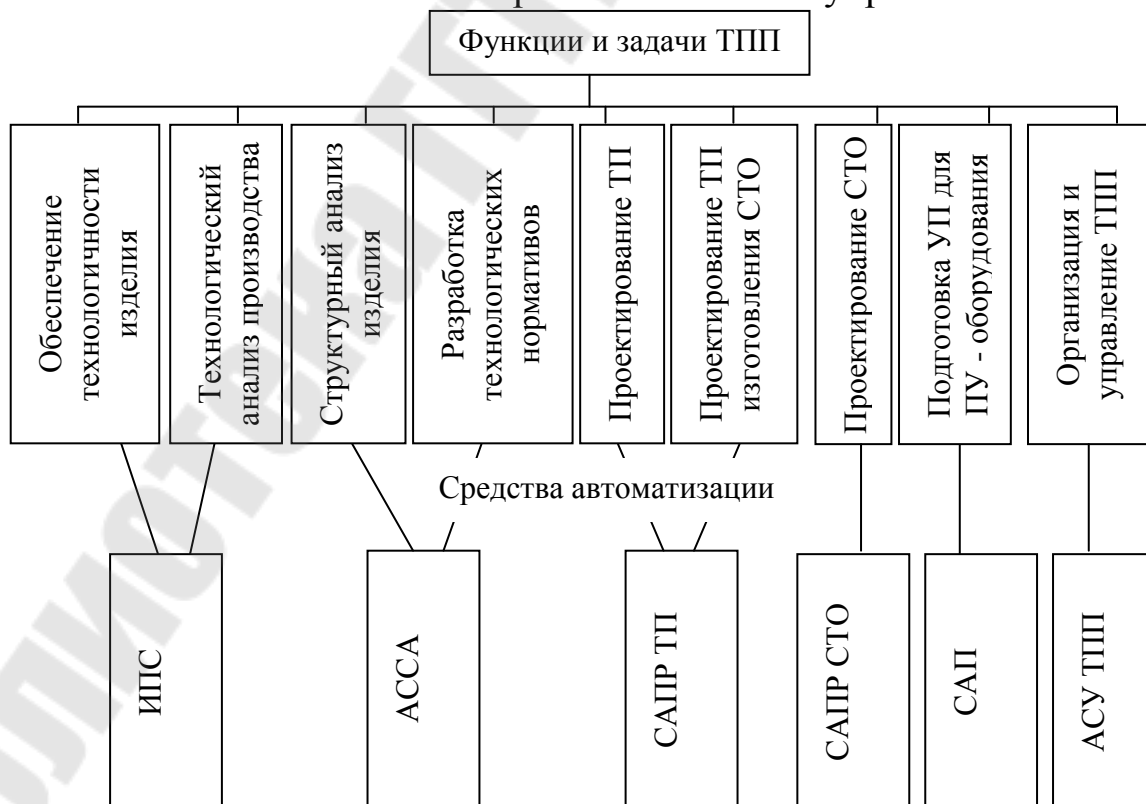 Функции и задачи ТПП
Обеспечение
технологичности
изделия
Технологический
анализ производства
Структурный анализ
изделия
Разработка
технологических
нормативов
Проектирование ТП
Проектирование ТП
изготовления СТО
Проектирование СТО
Подготовка УП для
ПУ - оборудования
Организация и
управление ТПП
Средства автоматизации
ИПС
АССА
САПР ТП
САПР СТО
САП
АСУ ТПП